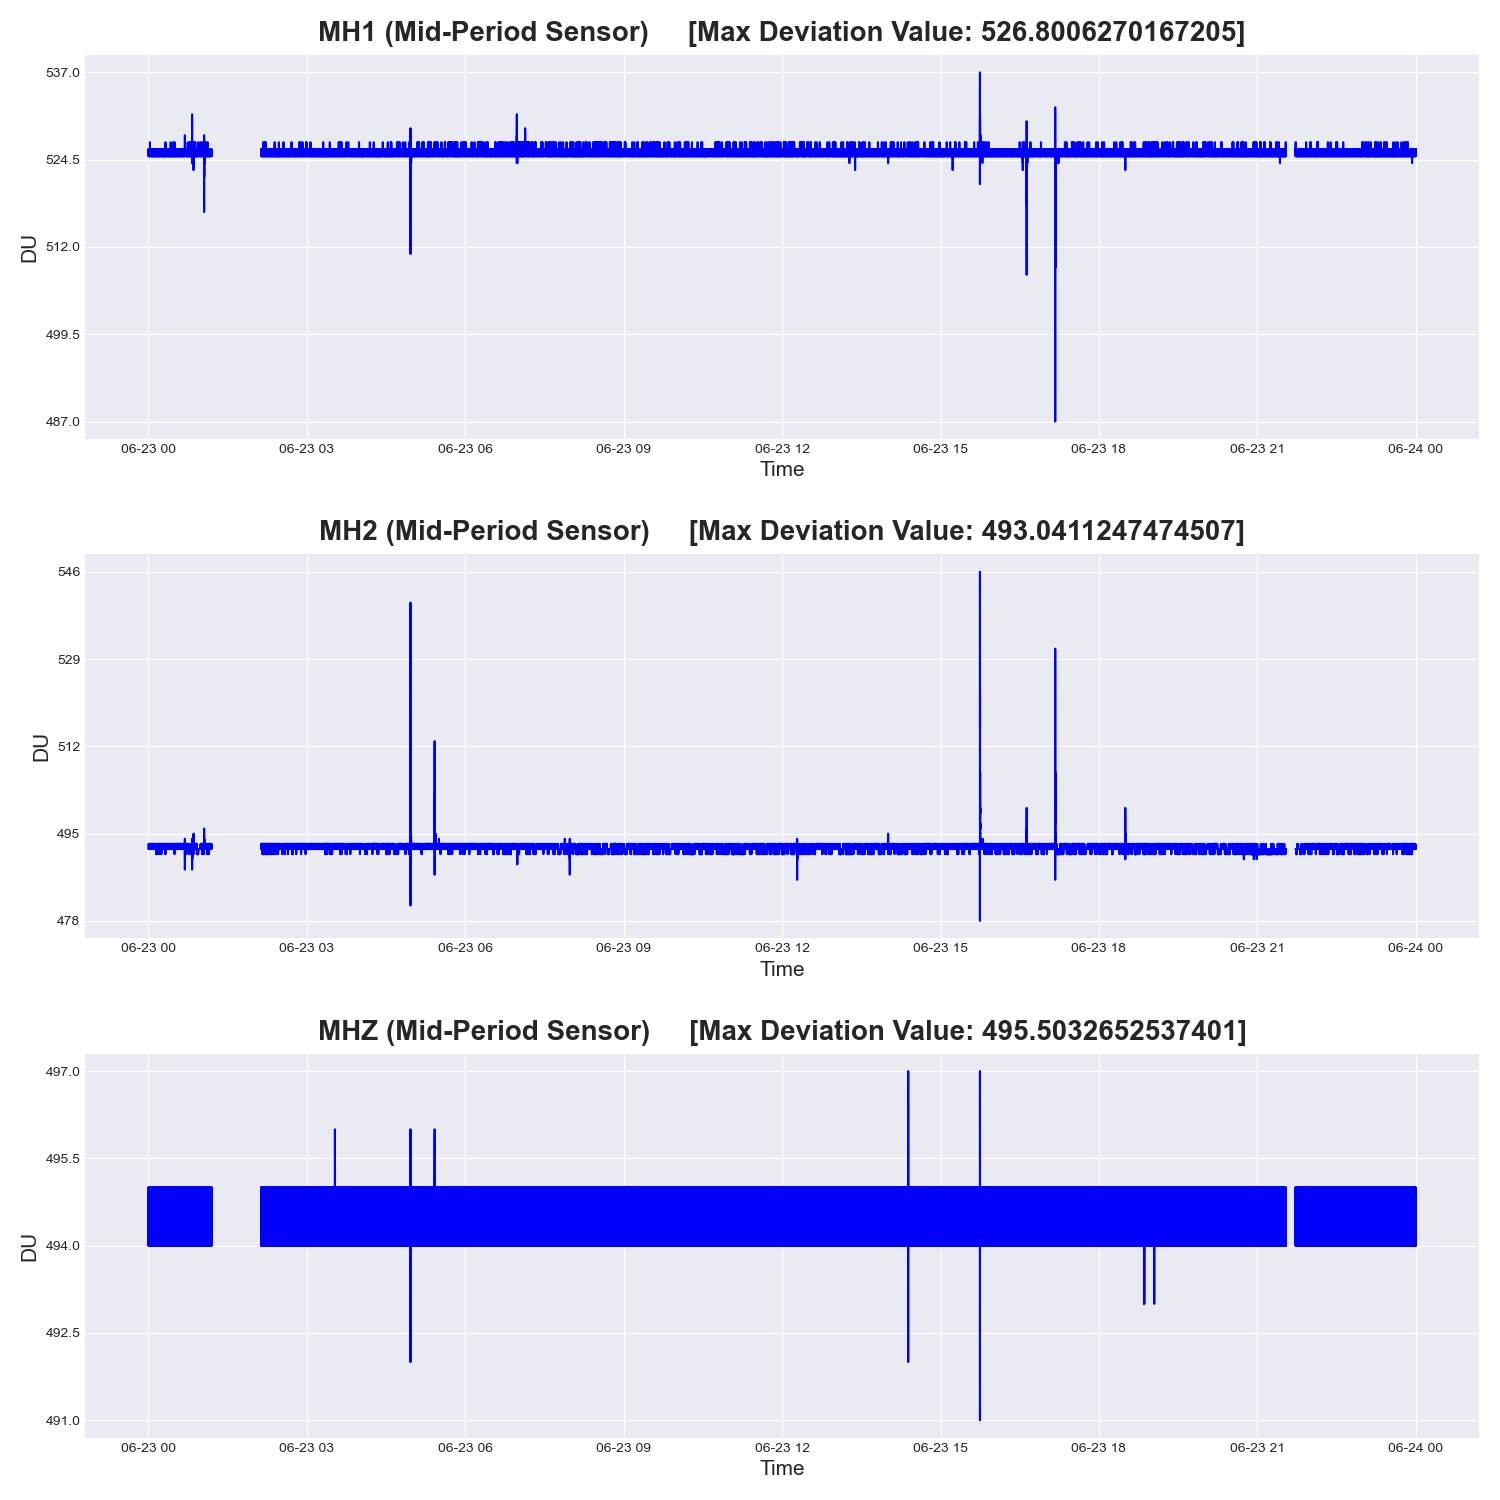 MH1 (Mid-Period Sensor) [Max Deviation Value: 526.8006270167205]
537.0
524.5
512.0
499.5
487.0
DU
06-23 00 06-23 03 06-23 06 06-23 09 06-23 12 06-23 15 06-23 18 06-23 21 06-24 00
Time
MH2 (Mid-Period Sensor) [Max Deviation Value: 493.0411247474507]
546
529
512
495
478
DU
06-23 00 06-23 03 06-23 06 06-23 09 06-23 12 06-23 15 06-23 18 06-23 21 06-24 00
Time
MHZ (Mid-Period Sensor) [Max Deviation Value: 495.5032652537401]
497.0
495.5
494.0
492.5
491.0
DU
06-23 00 06-23 03 06-23 06 06-23 09 06-23 12 06-23 15 06-23 18 06-23 21 06-24 00
Time